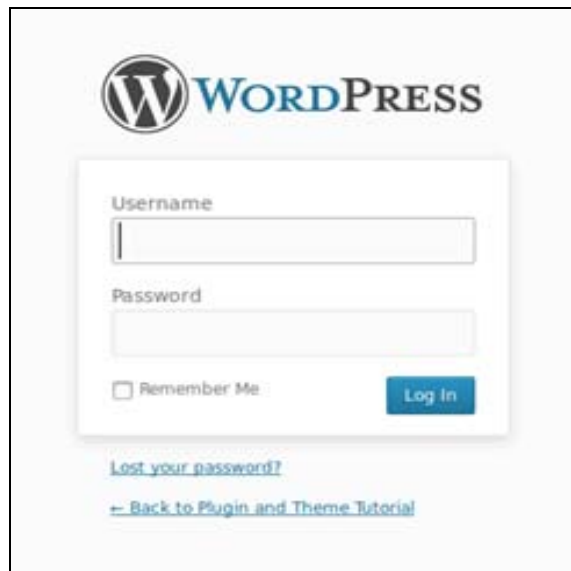 WORDPRESS
Username
Password
Remember Me
Log In
Lost your password?
← Back to Plugin and Theme Tutorial